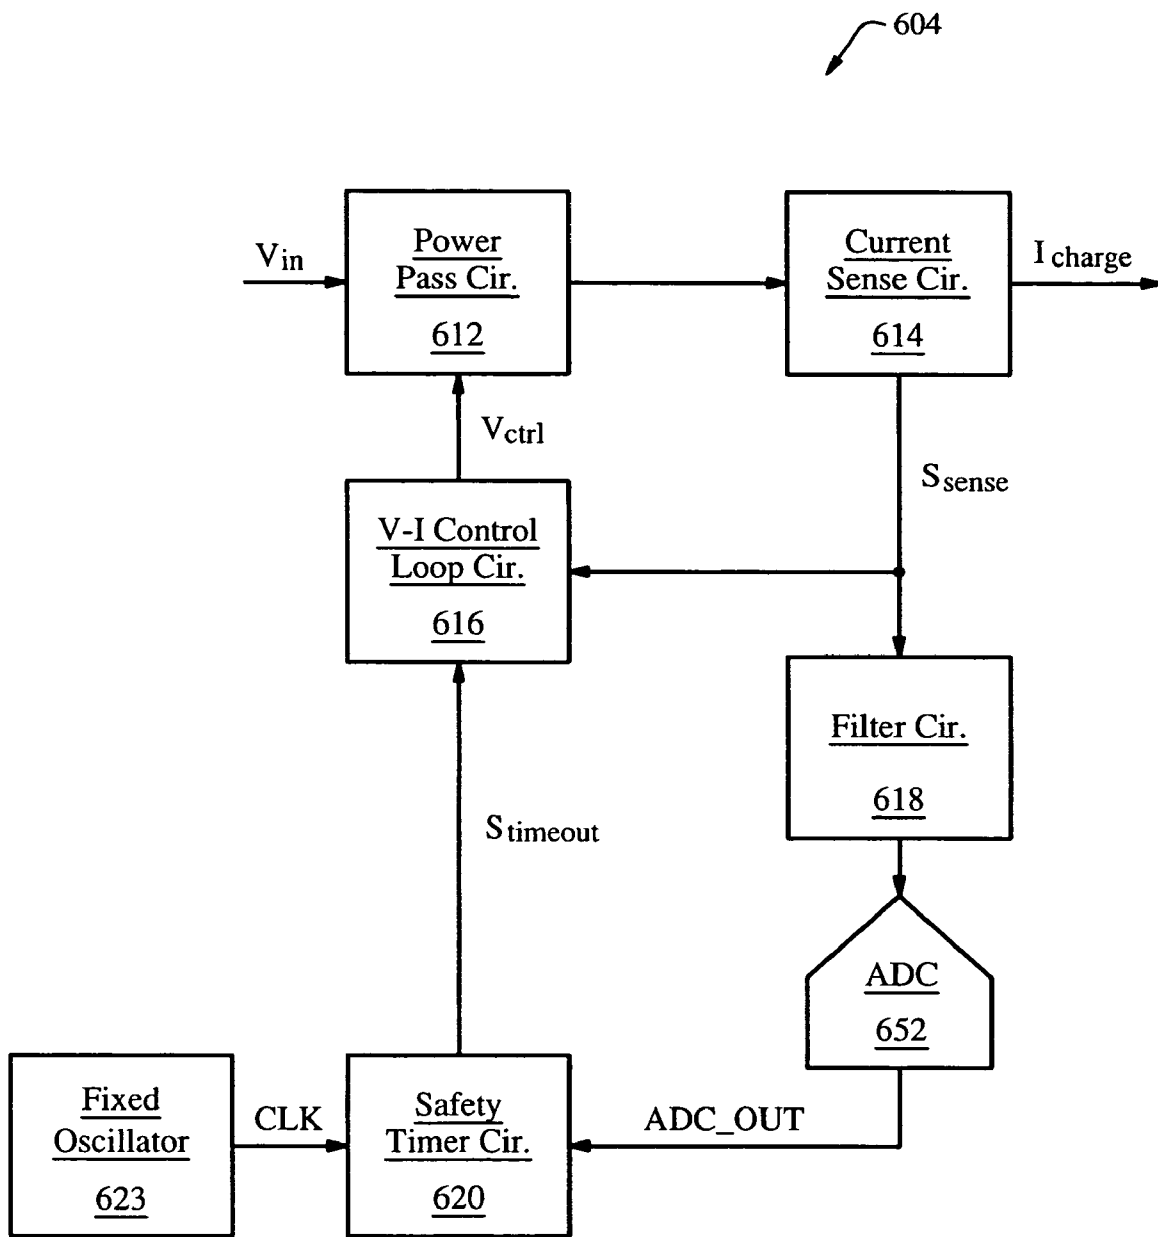 604
Power
Pass Cir.
612
Current
Sense Cir.
614
Vin
I charge
Vctrl
Ssense
V-I Control
Loop Cir.
616
Filter Cir.
618
Stimeout
ADC
652
Fixed
Oscillator
623
CLK
Safety
Timer Cir.
620
ADC_OUT